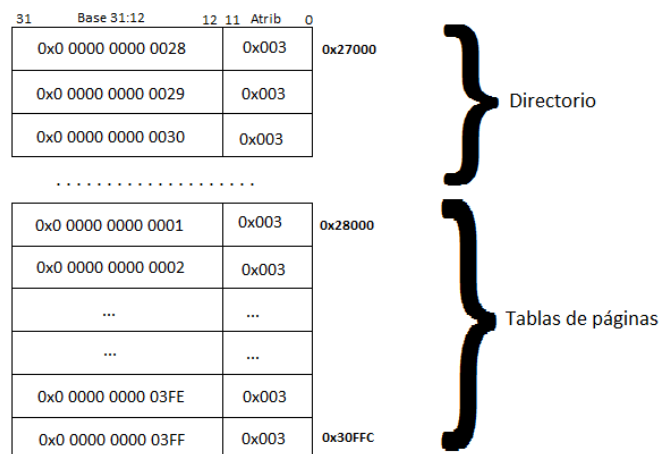 31 Base 31:12 12 11 Atrib 0
0x0 0000 0000 0028 0x003 0x27000
0x0 0000 0000 0029 0x003
0x0 0000 0000 0030 0x003
Directorio
. . . . . . . . . . . . . . . . . . . . .
0x0 0000 0000 0001 0x003 0x28000
0x0 0000 0000 0002 0x003
... ...
Tablas de páginas
... ...
0x0 0000 0000 03FE 0x003
0x0 0000 0000 03FF 0x003 0x30FFC